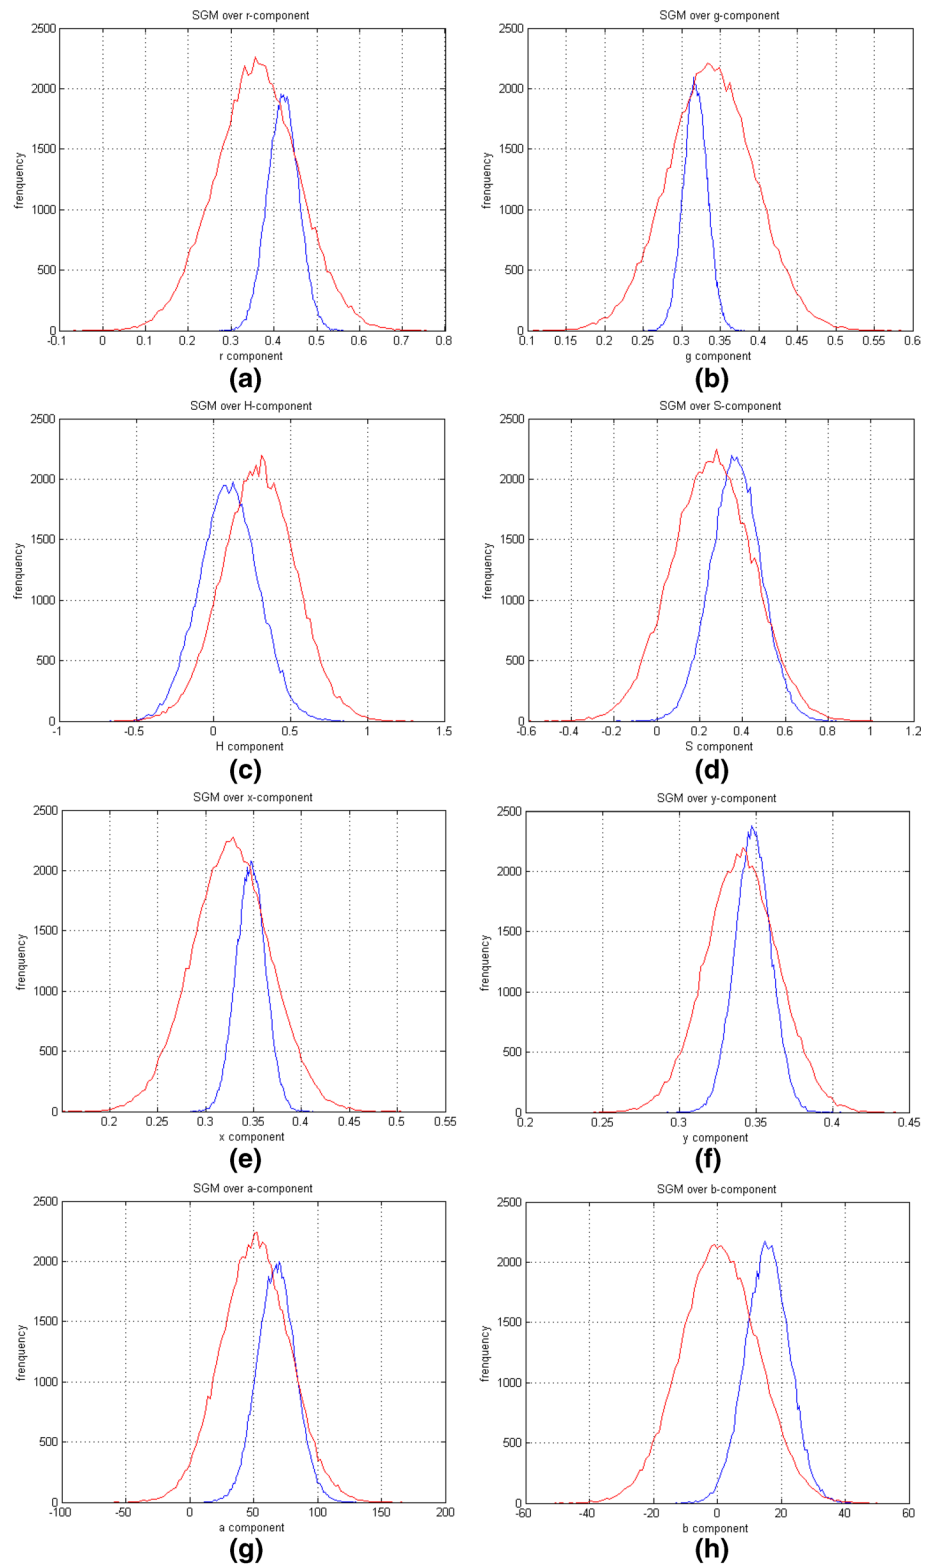 SGM over r-component
2500
2000
1500
1000
500
0
frenquency
-0.1 0 0.1 0.2 0.3 0.4 0.5 0.6 0.7 0.8
r component
(a)
SGM over g-component
2500
2000
1500
1000
500
0
frenquency
0.1 0.15 0.2 0.25 0.3 0.35 0.4 0.45 0.5 0.55 0.6
g component
(b)
SGM over H-component
2500
2000
1500
1000
500
0
frenquency
-1 -0.5 0 0.5 1 1.5
H component
(c)
SGM over S-component
2500
2000
1500
1000
500
0
frenquency
-0.6 -0.4 -0.2 0 0.2 0.4 0.6 0.8 1 1.2
S component
(d)
SGM over x-component
2500
2000
1500
1000
500
0
frenquency
0.2 0.25 0.3 0.35 0.4 0.45 0.5 0.55
x component
(e)
SGM over y-component
2500
2000
1500
1000
500
0
frenquency
0.2 0.25 0.3 0.35 0.4 0.45
y component
(f)
SGM over a-component
2500
2000
1500
1000
500
0
frenquency
-100 -50 0 50 100 150 200
a component
(g)
SGM over b-component
2500
2000
1500
1000
500
0
frenquency
-60 -40 -20 0 20 40 60
b component
(h)